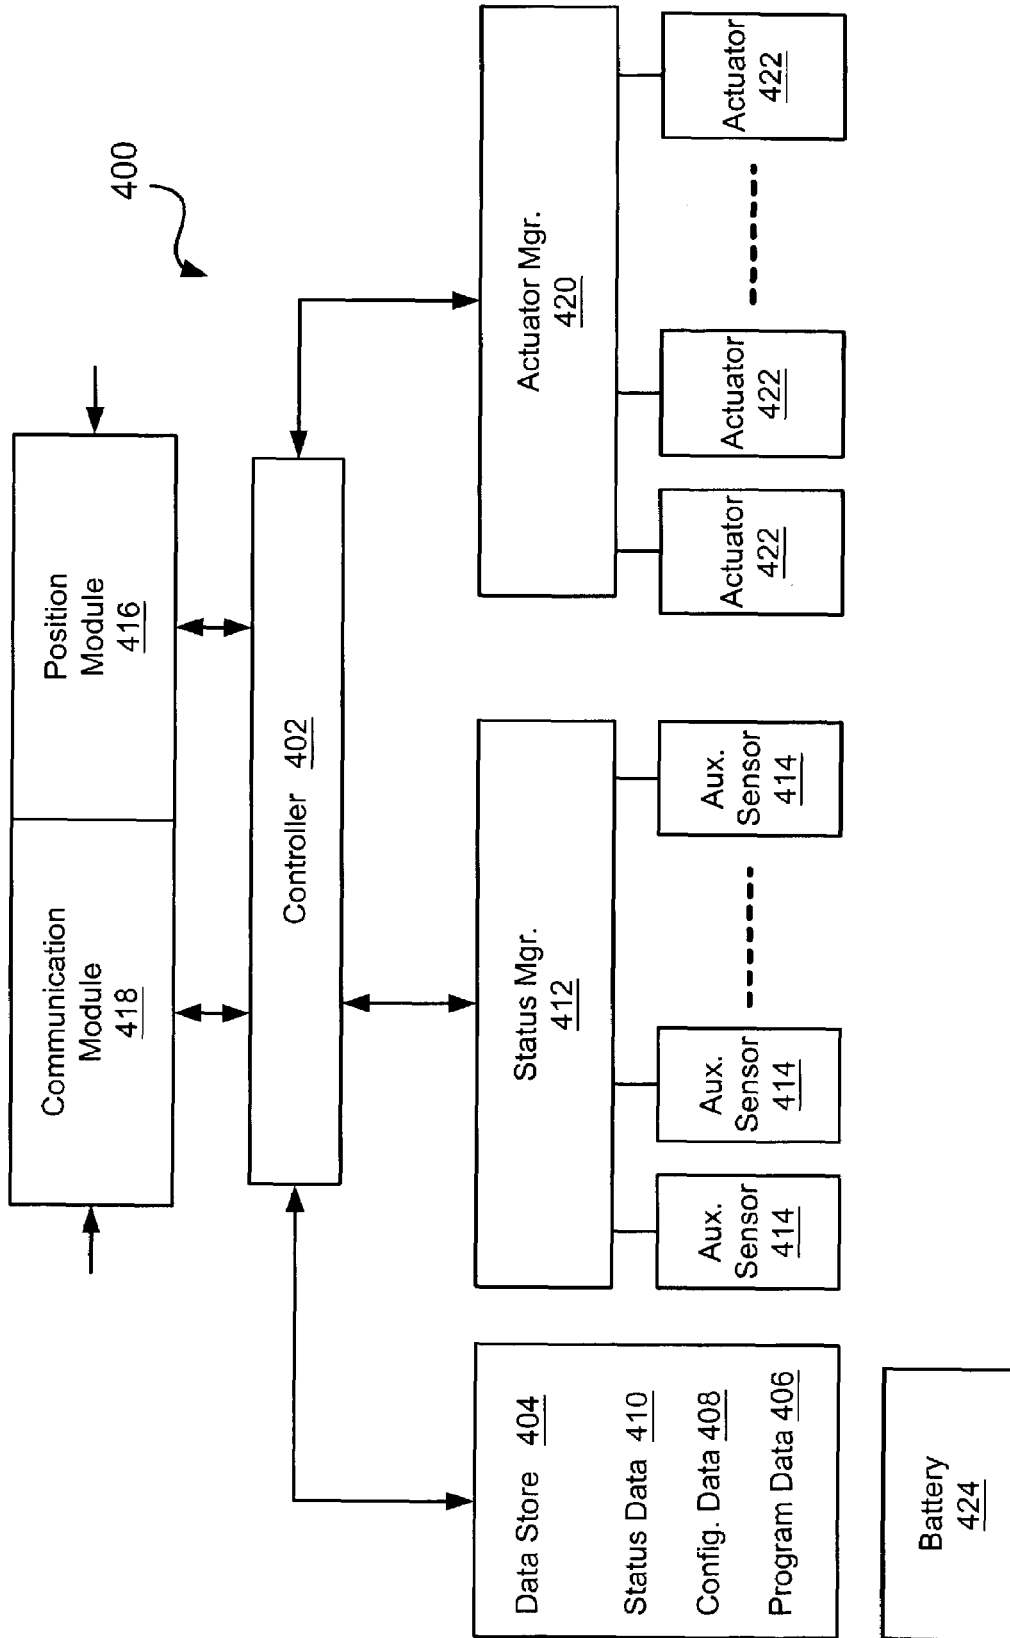 400
Communication
Module
418
Position
Module
416
Controller 402
Data Store 404
Status Data 410
Config. Data 408
Program Data 406
Status Mgr.
412
Actuator Mgr.
420
Aux.
Sensor
414
Aux.
Sensor
414
Aux.
Sensor
414
Actuator
422
Actuator
422
Actuator
422
Battery
424